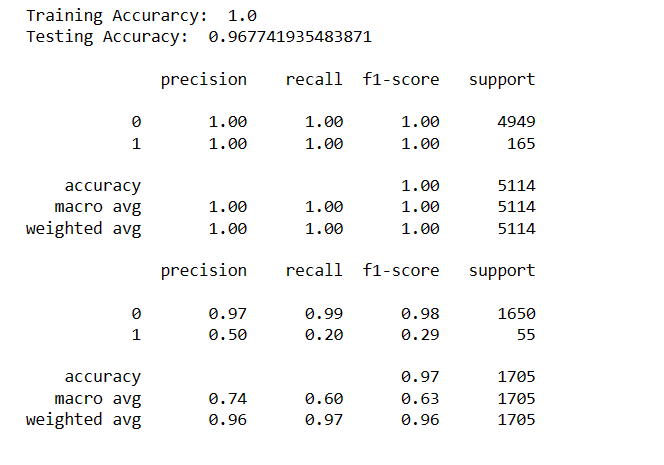 Training Accurarcy:  1.0
Testing Accuracy:  0.967741935483871
precision    recall  f1-score   support
0       1.00      1.00      1.00      4949
1       1.00      1.00      1.00       165
accuracy                           1.00      5114
macro avg       1.00      1.00      1.00      5114
weighted avg       1.00      1.00      1.00      5114
precision    recall  f1-score   support
0       0.97      0.99      0.98      1650
1       0.50      0.20      0.29        55
accuracy                           0.97      1705
macro avg       0.74      0.60      0.63      1705
weighted avg       0.96      0.97      0.96      1705